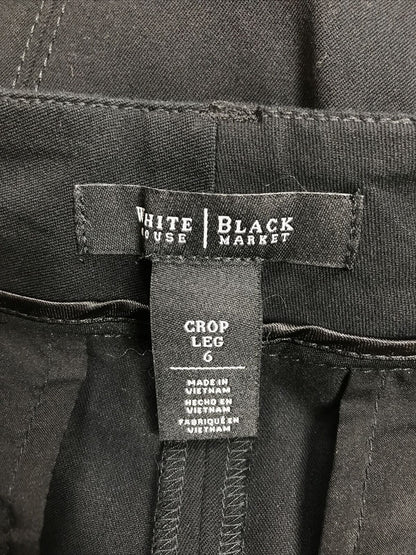 WHITE | BLACK
HOUSE | MARKET
CROP
LEG
6
MADE IN
VIETNAM
HECHO EN
VIETNAM
FABRIQUÉ EN
VIETNAM